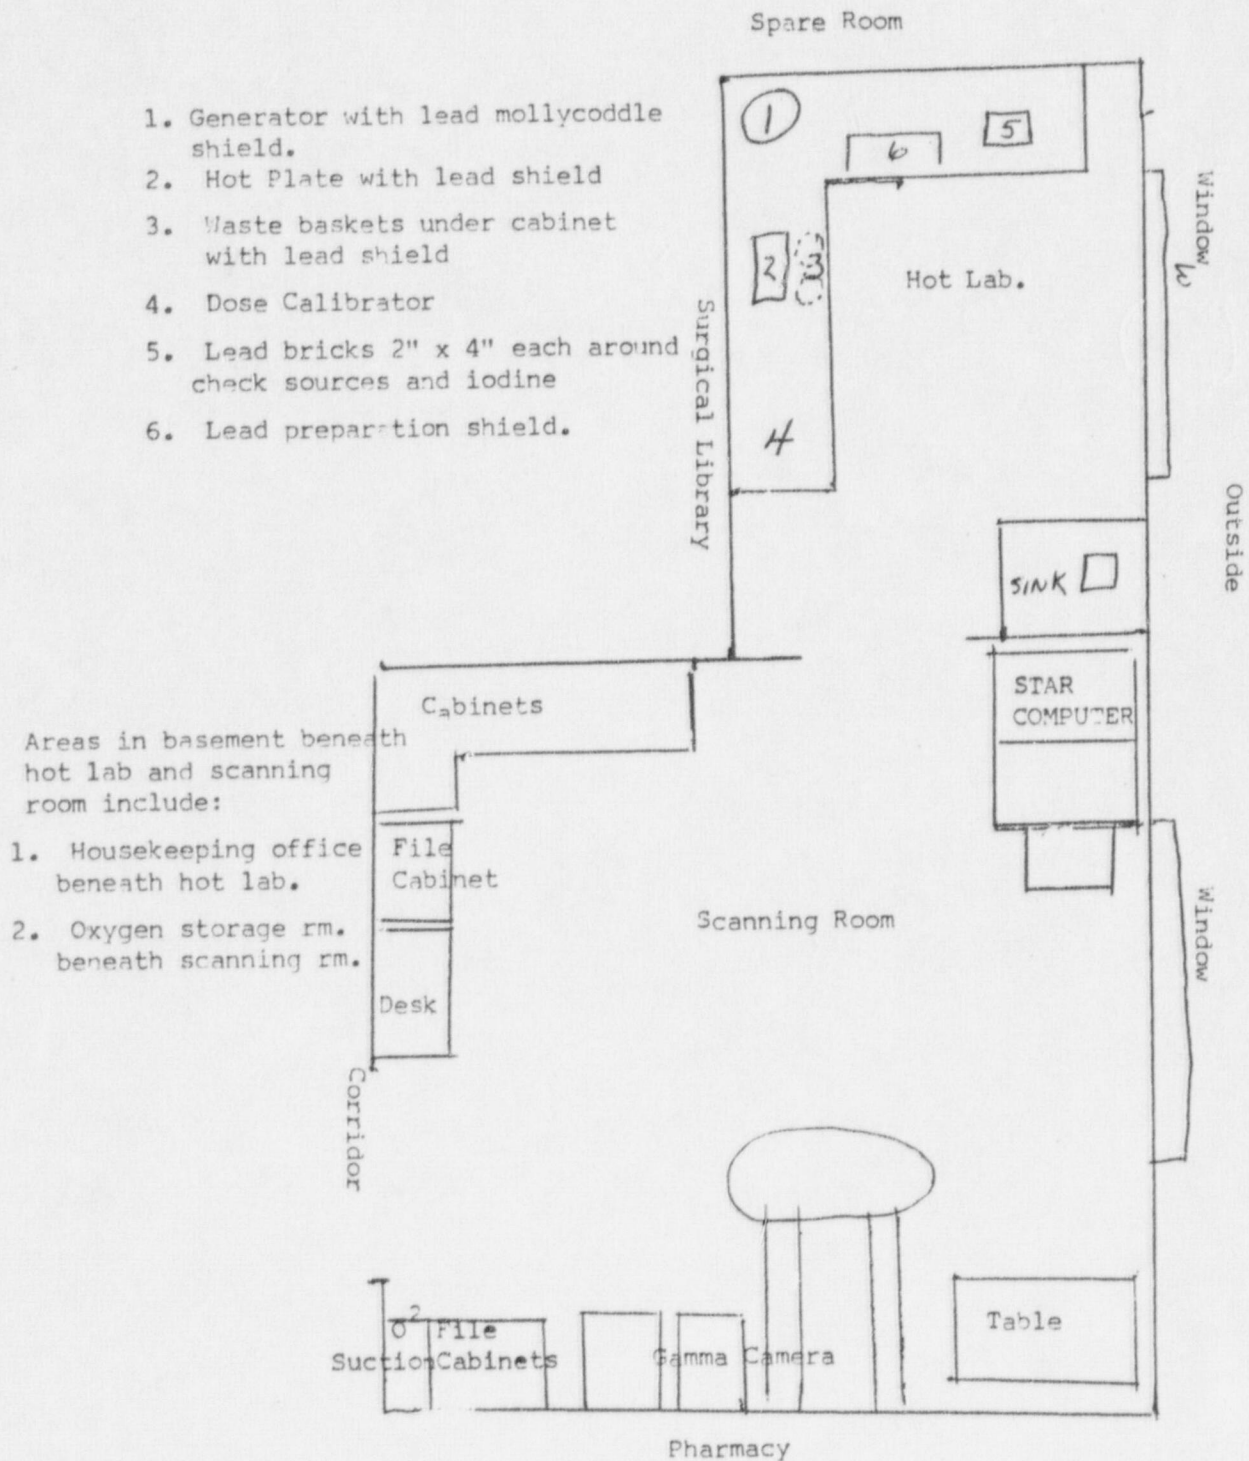 Spare Room
1. Generator with lead mollycoddle
shield.
2. Hot Plate with lead shield
3. Waste baskets under cabinet
with lead shield
4. Dose Calibrator
5. Lead bricks 2" x 4" each around
check sources and iodine
6. Lead preparation shield.
1
6
5
2
3
4
Hot Lab.
Window
W
Surgical Library
Outside
SINK
STAR
COMPUTER
Cabinets
Areas in basement beneath
hot lab and scanning
room include:
1. Housekeeping office
beneath hot lab.
2. Oxygen storage rm.
beneath scanning rm.
File
Cabinet
Desk
Scanning Room
Window
Corridor
O2
Suction
File
Cabinets
Gamma Camera
Table
Pharmacy